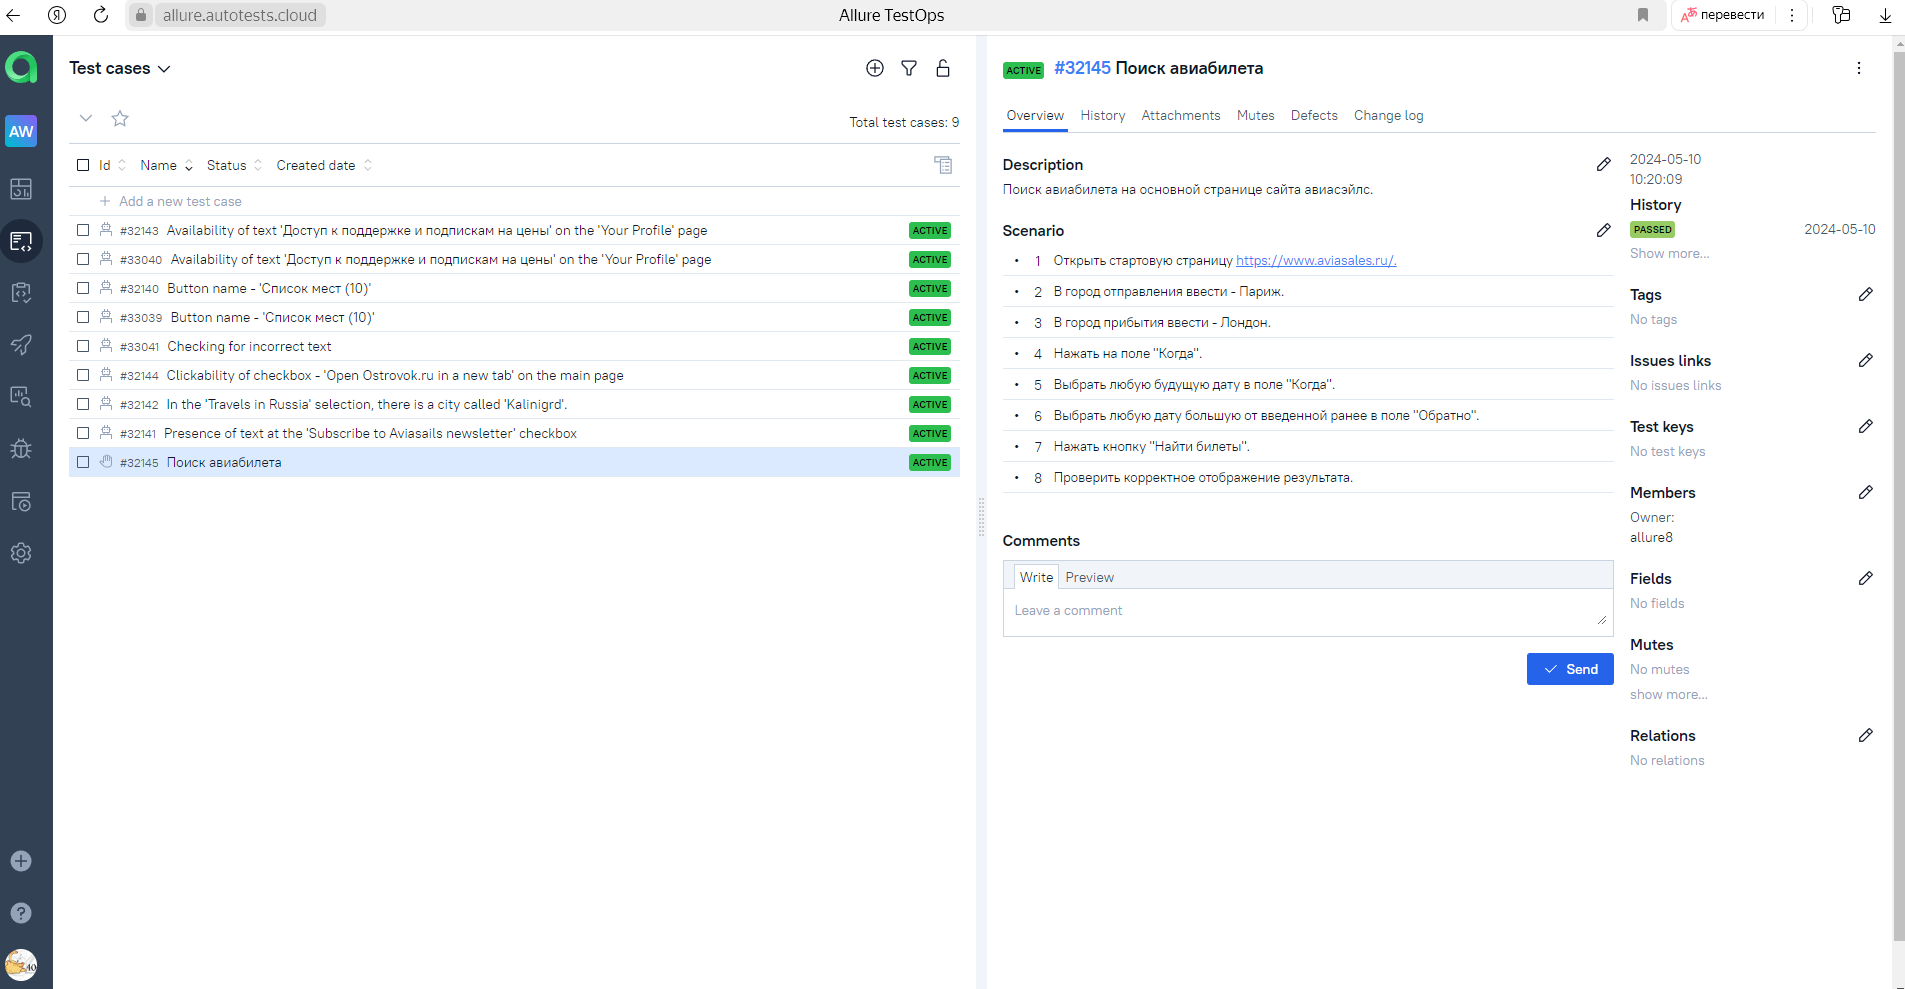 allure.autotests.cloud
Allure TestOps
перевести
AW
Test cases
Total test cases: 9
Id Name Status Created date
Add a new test case
#32143 Availability of text 'Доступ к поддержке и подпискам на цены' on the 'Your Profile' page ACTIVE
#33040 Availability of text 'Доступ к поддержке и подпискам на цены' on the 'Your Profile' page ACTIVE
#32140 Button name - 'Список мест (10)' ACTIVE
#33039 Button name - 'Список мест (10)' ACTIVE
#33041 Checking for incorrect text ACTIVE
#32144 Clickability of checkbox - 'Open Ostrovok.ru in a new tab' on the main page ACTIVE
#32142 In the 'Travels in Russia' selection, there is a city called 'Kalinigrd'. ACTIVE
#32141 Presence of text at the 'Subscribe to Aviasails newsletter' checkbox ACTIVE
#32145 Поиск авиабилета ACTIVE
ACTIVE #32145 Поиск авиабилета
Overview History Attachments Mutes Defects Change log
Description
Поиск авиабилета на основной странице сайта авиасэйлс.
Scenario
1 Открыть стартовую страницу https://www.aviasales.ru/.
2 В город отправления ввести - Париж.
3 В город прибытия ввести - Лондон.
4 Нажать на поле "Когда".
5 Выбрать любую будущую дату в поле "Когда".
6 Выбрать любую дату большую от введенной ранее в поле "Обратно".
7 Нажать кнопку "Найти билеты".
8 Проверить корректное отображение результата.
Comments
Write Preview
Leave a comment
Send
2024-05-10
10:20:09
History
PASSED 2024-05-10
Show more...
Tags
No tags
Issues links
No issues links
Test keys
No test keys
Members
Owner:
allure8
Fields
No fields
Mutes
No mutes
show more...
Relations
No relations